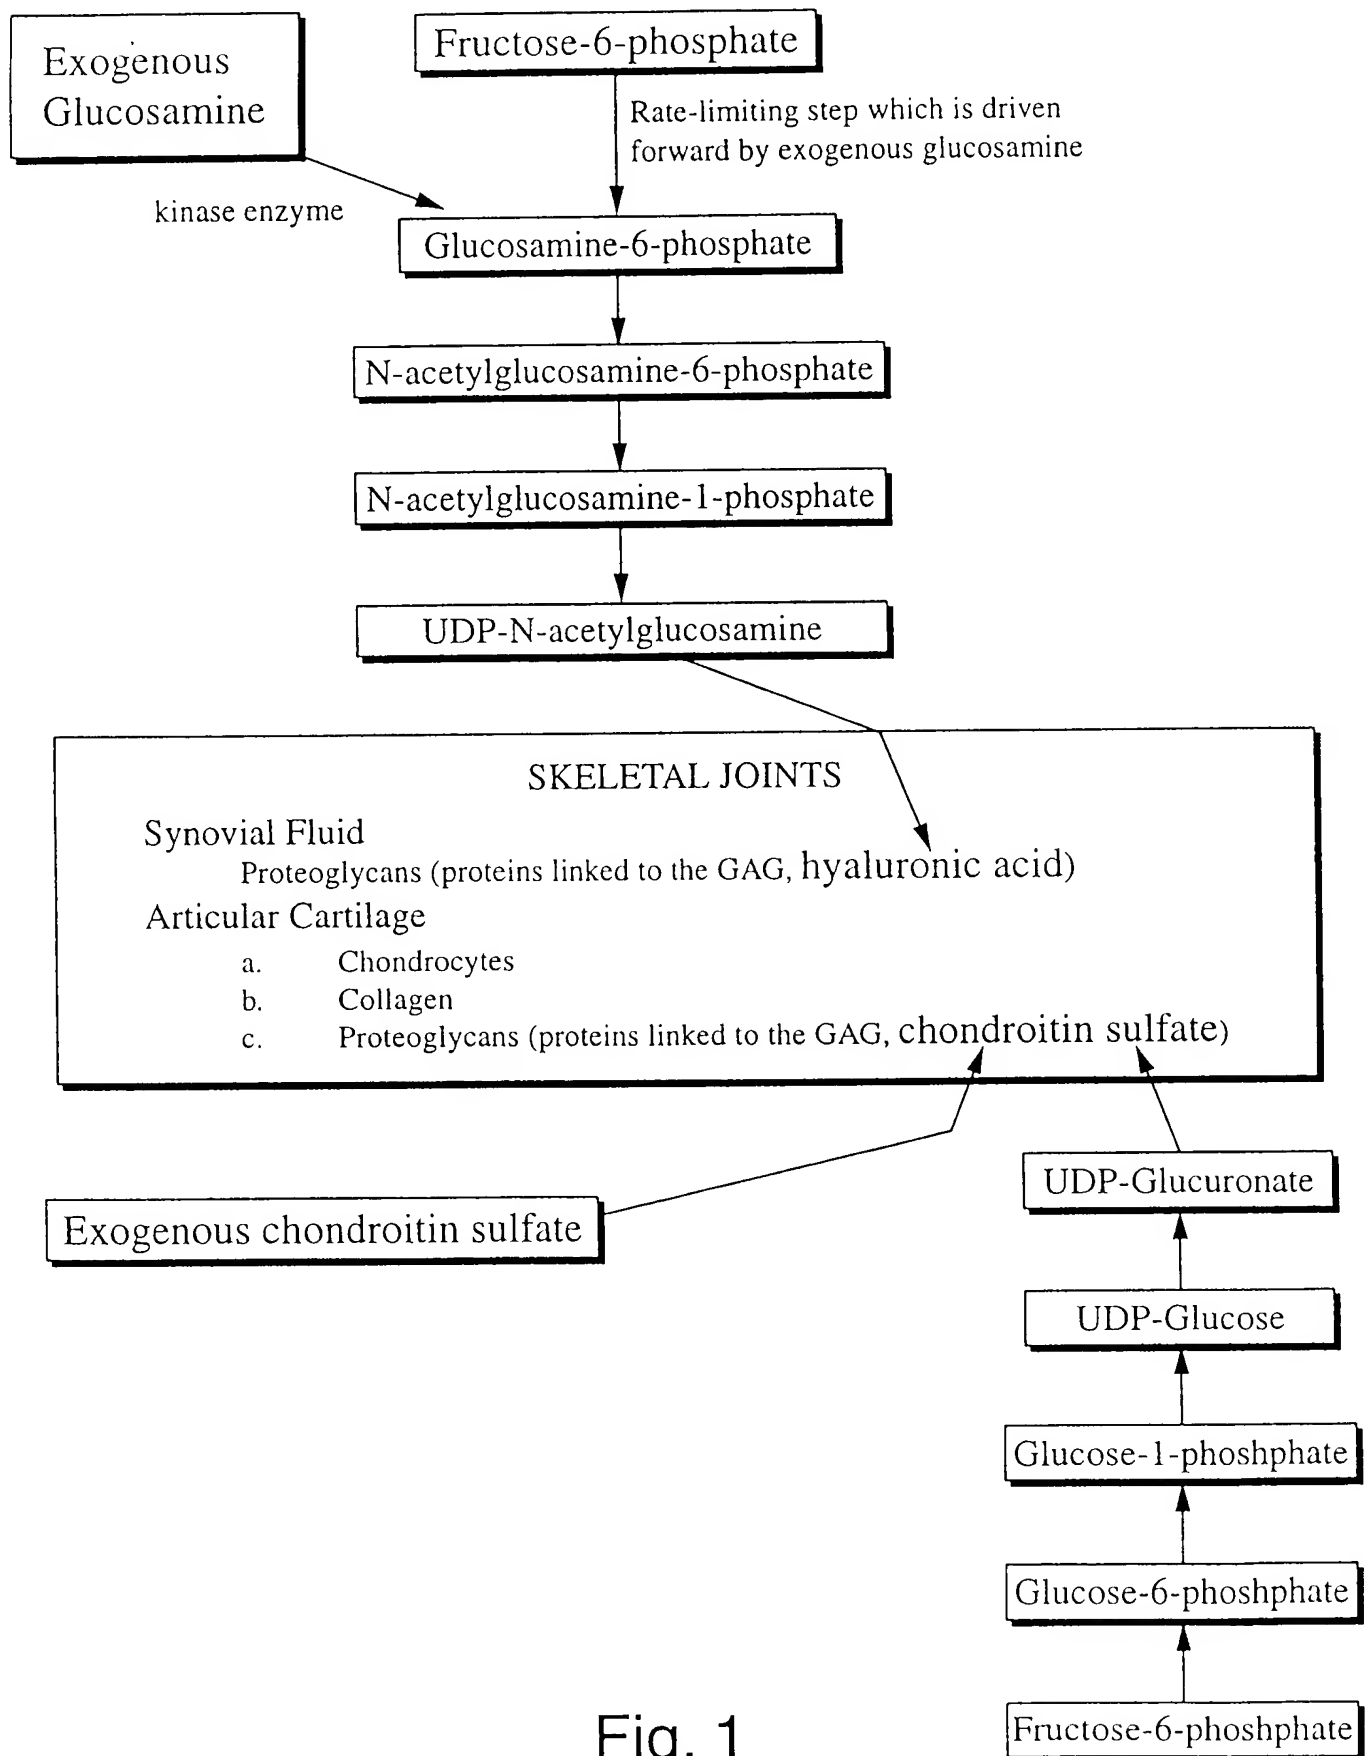 Exogenous
Glucosamine
Fructose-6-phosphate
Rate-limiting step which is driven
forward by exogenous glucosamine
kinase enzyme
Glucosamine-6-phosphate
N-acetylglucosamine-6-phosphate
N-acetylglucosamine-1-phosphate
UDP-N-acetylglucosamine
SKELETAL JOINTS
Synovial Fluid
Proteoglycans (proteins linked to the GAG, hyaluronic acid)
Articular Cartilage
a. Chondrocytes
b. Collagen
c. Proteoglycans (proteins linked to the GAG, chondroitin sulfate)
Exogenous chondroitin sulfate
UDP-Glucuronate
UDP-Glucose
Glucose-1-phoshphate
Glucose-6-phoshphate
Fructose-6-phoshphate
Fig. 1